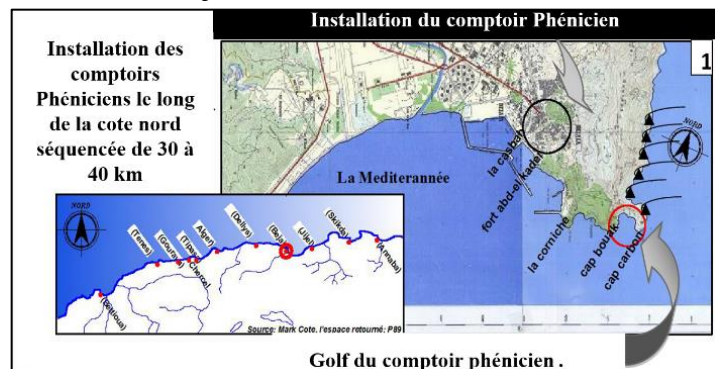 Installation du comptoir Phénicien
Installation des
comptoirs
Phéniciens le long
de la cote nord
séquencée de 30 à
40 km
1
NORD
la casbah
fort abd-el kader
La Mediterannée
la corniche
cap bouak
cap carbon
NORD
(Tenes)
(Gouraya)
(Tipaza)
Cherchel
Alger
(Dellys)
(Bejaia)
(Jijel)
(Skikda)
(Annaba)
(Bettioua)
Source: Mark Cote, l'espace retourné; P89
Golf du comptoir phénicien .